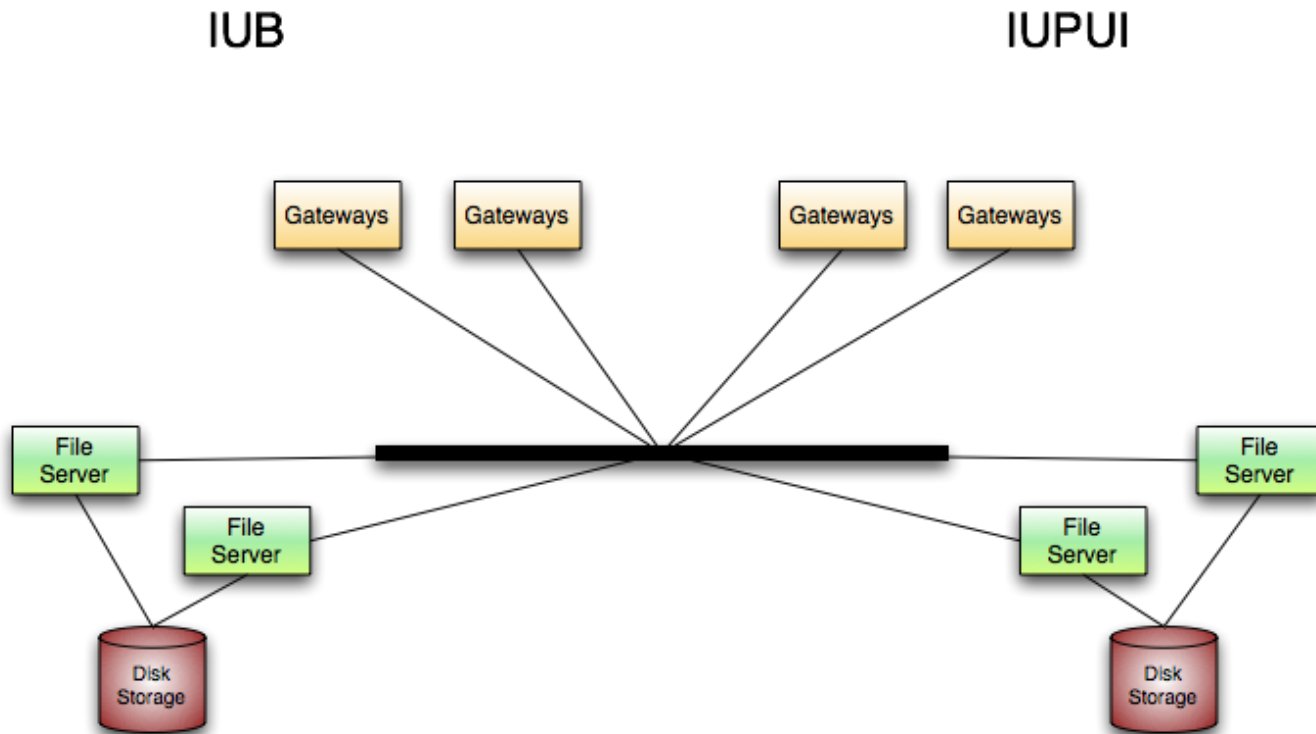 IUB
IUPUI
Gateways
Gateways
Gateways
Gateways
File
Server
File
Server
File
Server
File
Server
Disk
Storage
Disk
Storage